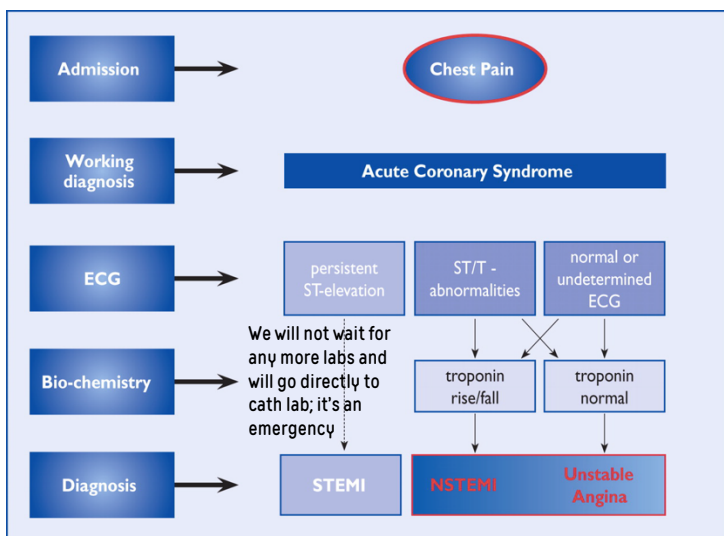 Admission
Chest Pain
Working
diagnosis
Acute Coronary Syndrome
ECG
persistent
ST-elevation
ST/T -
abnormalities
normal or
undetermined
ECG
We will not wait for
any more labs and
will go directly to
cath lab; it's an
emergency
Bio-chemistry
troponin
rise/fall
troponin
normal
Diagnosis
STEMI
NSTEMI
Unstable
Angina